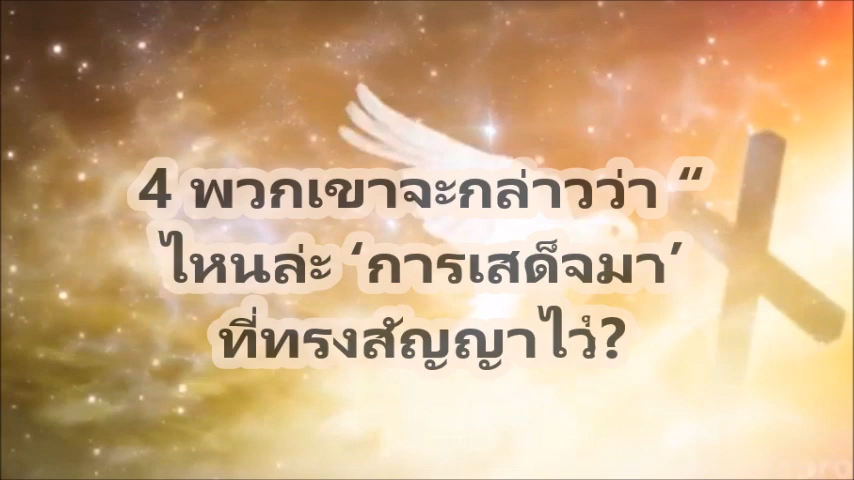 4 พวกเขาจะกล่าวว่า “
ไหนล่ะ ‘การเสด็จมา’
ที่ทรงสัญญาไว้?